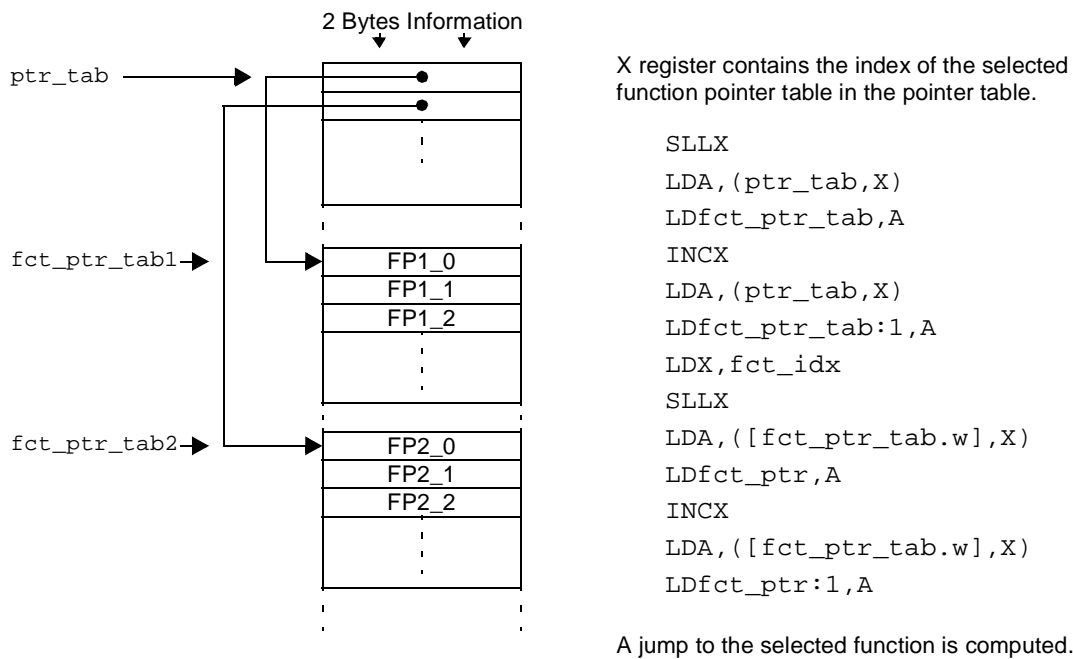 2 Bytes Information
ptr_tab
fct_ptr_tab1
FP1_0
FP1_1
FP1_2
fct_ptr_tab2
FP2_0
FP2_1
FP2_2
X register contains the index of the selected
function pointer table in the pointer table.
SLLX
LDA,(ptr_tab,X)
LDfct_ptr_tab,A
INCX
LDA,(ptr_tab,X)
LDfct_ptr_tab:1,A
LDX,fct_idx
SLLX
LDA,([fct_ptr_tab.w],X)
LDfct_ptr,A
INCX
LDA,([fct_ptr_tab.w],X)
LDfct_ptr:1,A
A jump to the selected function is computed.